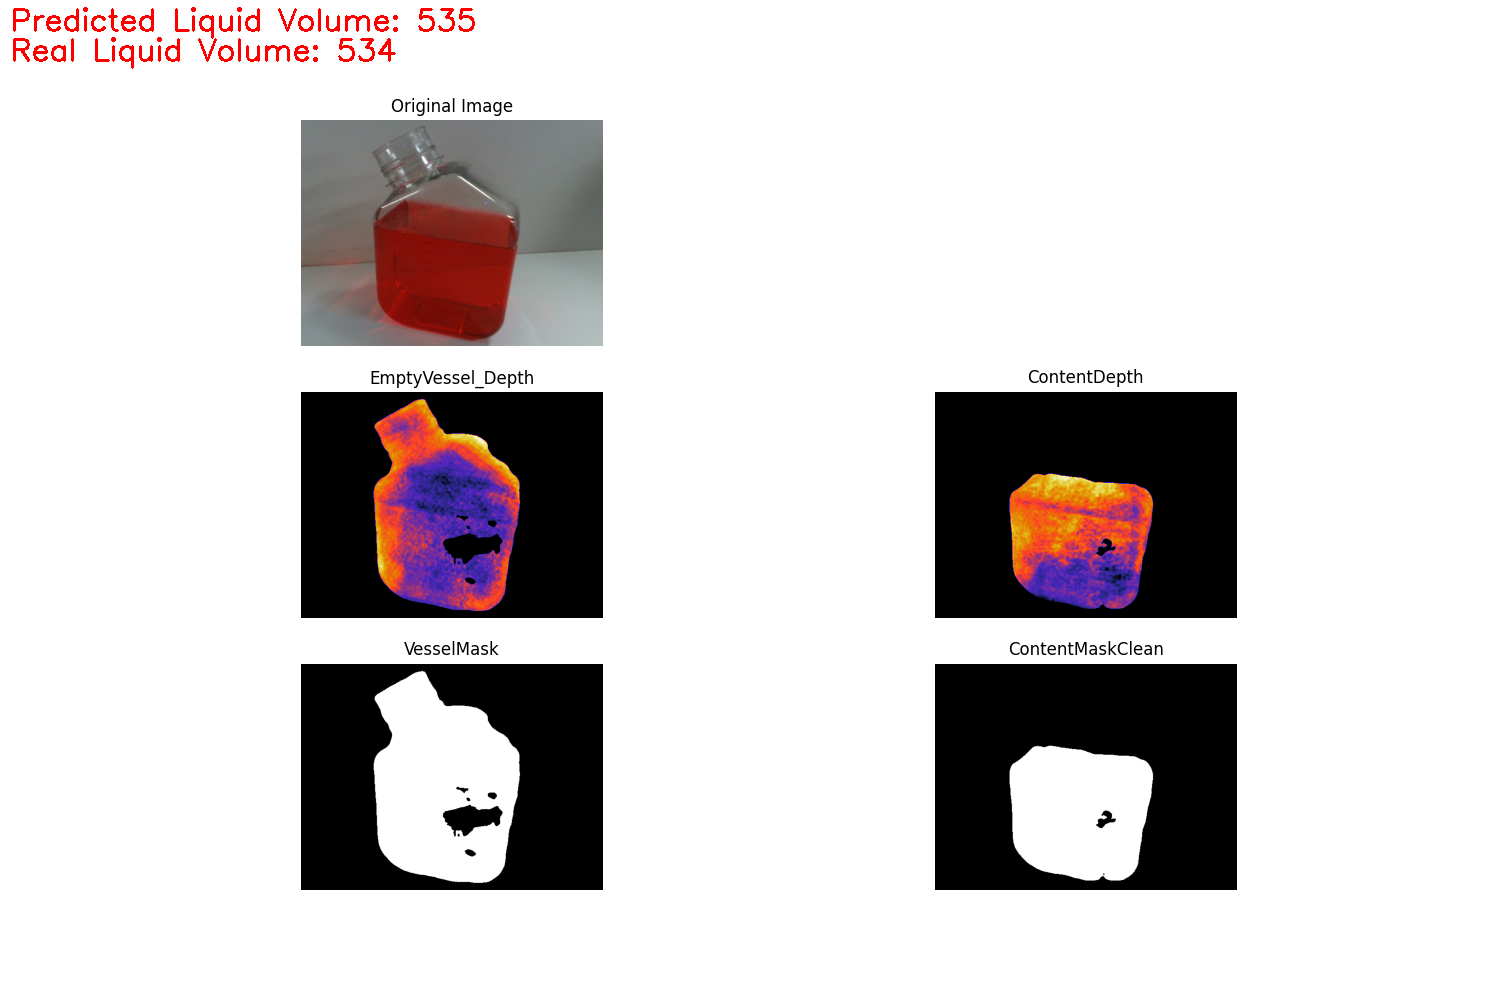 Predicted Liquid Volume: 535
Real Liquid Volume: 534
Original Image
EmptyVessel_Depth
ContentDepth
VesselMask
ContentMaskClean